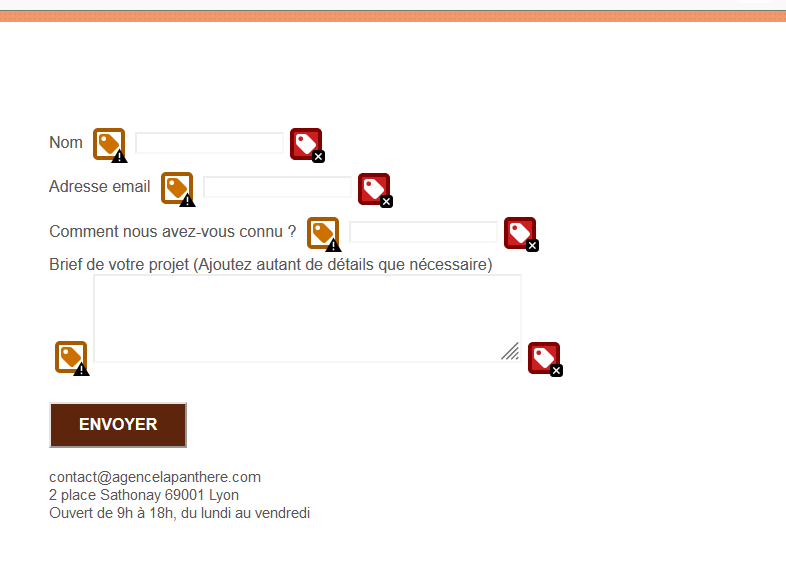 Nom
Adresse email
Comment nous avez-vous connu ?
Brief de votre projet (Ajoutez autant de détails que nécessaire)
ENVOYER
contact@agencelapanthere.com
2 place Sathonay 69001 Lyon
Ouvert de 9h à 18h, du lundi au vendredi